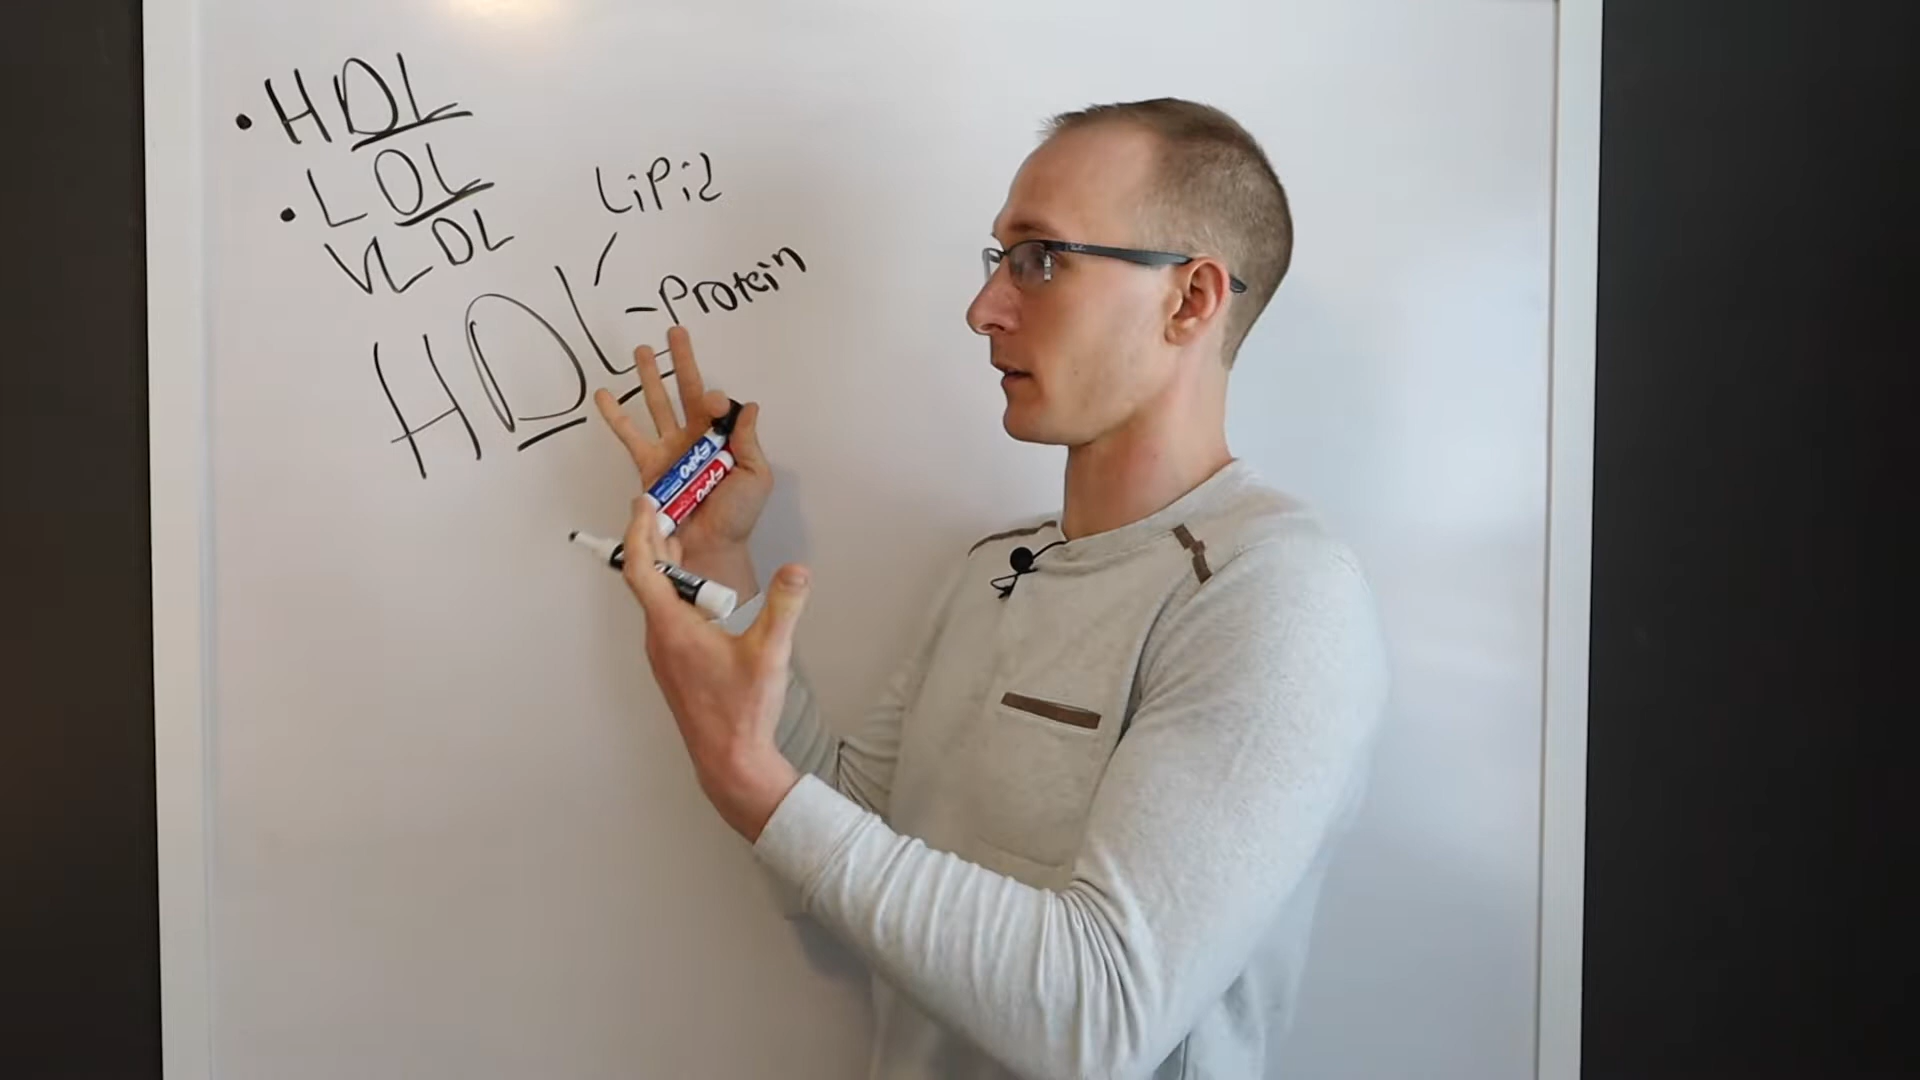 • HDL
• LDL
VLDL
LiPid
- Protein
HDL
EXPO
EXPO